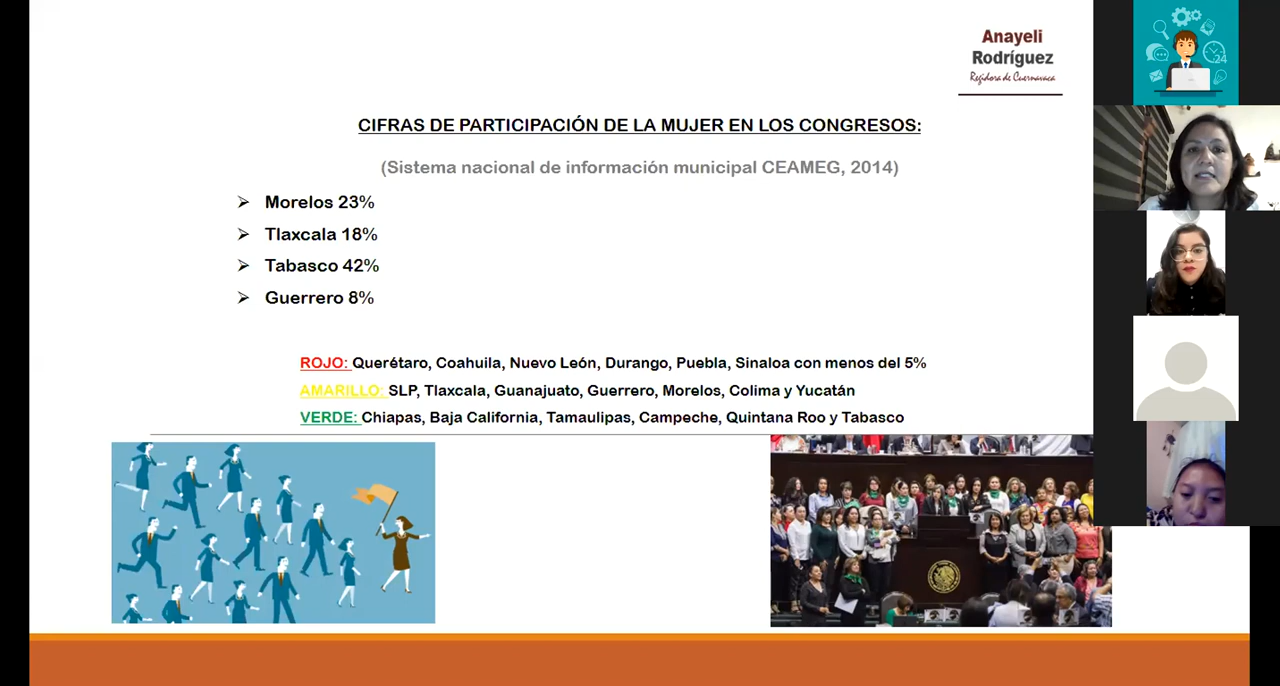 Anayeli
Rodríguez
Regidora de Cuernavaca
CIFRAS DE PARTICIPACIÓN DE LA MUJER EN LOS CONGRESOS:
(Sistema nacional de información municipal CEAMEG, 2014)
Morelos 23%
Tlaxcala 18%
Tabasco 42%
Guerrero 8%
ROJO: Querétaro, Coahuila, Nuevo León, Durango, Puebla, Sinaloa con menos del 5%
AMARILLO: SLP, Tlaxcala, Guanajuato, Guerrero, Morelos, Colima y Yucatán
VERDE: Chiapas, Baja California, Tamaulipas, Campeche, Quintana Roo y Tabasco
24